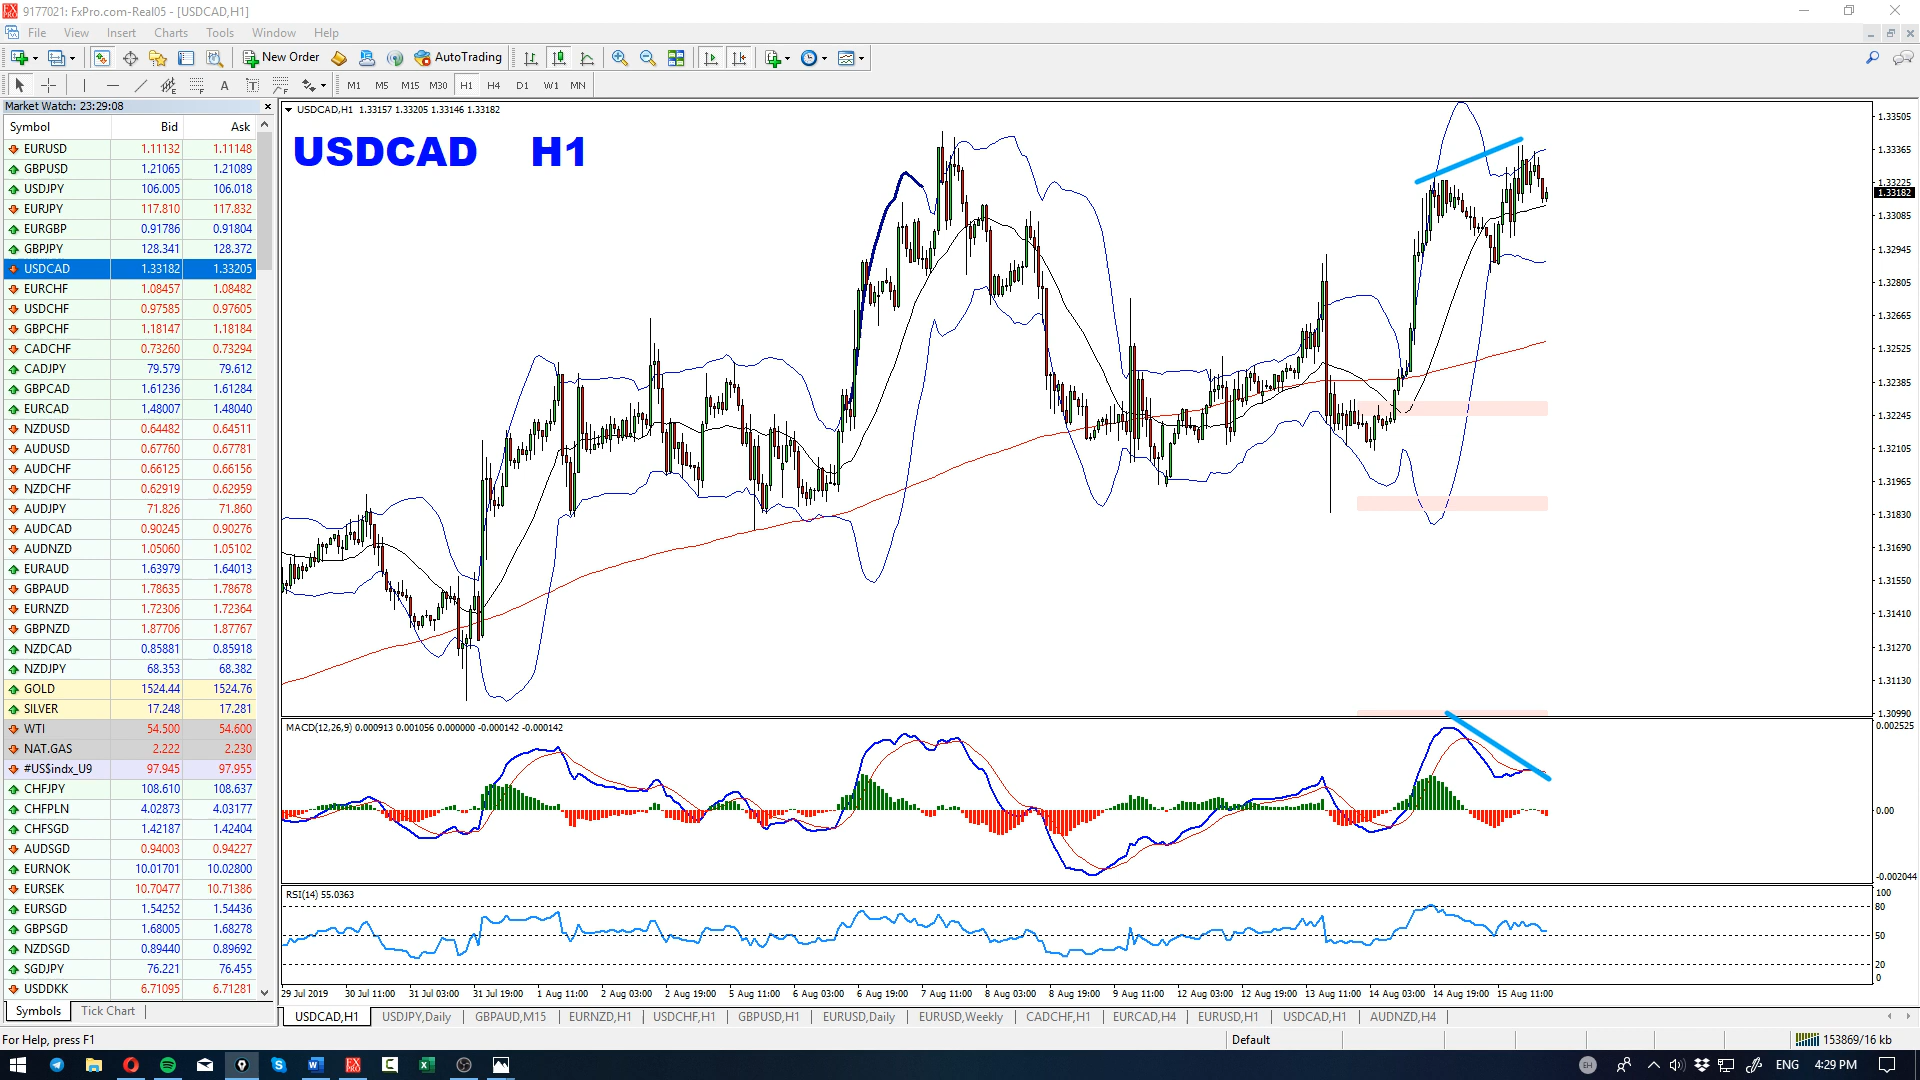 9177021: FxPro.com-Real05 - [USDCAD,H1]
File View Insert Charts Tools Window Help
New Order AutoTrading
A T M1 M5 M15 M30 H1 H4 D1 W1 MN
Market Watch: 23:29:08
Symbol Bid Ask
EURUSD 1.11132 1.11148
GBPUSD 1.21065 1.21089
USDJPY 106.005 106.018
EURJPY 117.810 117.832
EURGBP 0.91786 0.91804
GBPJPY 128.341 128.372
USDCAD 1.33182 1.33205
EURCHF 1.08457 1.08482
USDCHF 0.97585 0.97605
GBPCHF 1.18147 1.18184
CADCHF 0.73260 0.73294
CADJPY 79.579 79.612
GBPCAD 1.61236 1.61284
EURCAD 1.48007 1.48040
NZDUSD 0.64482 0.64511
AUDUSD 0.67760 0.67781
AUDCHF 0.66125 0.66156
NZDCHF 0.62919 0.62959
AUDJPY 71.826 71.860
AUDCAD 0.90245 0.90276
AUDNZD 1.05060 1.05102
EURAUD 1.63979 1.64013
GBPAUD 1.78635 1.78678
EURNZD 1.72306 1.72364
GBPNZD 1.87706 1.87767
NZDCAD 0.85881 0.85918
NZDJPY 68.353 68.382
GOLD 1524.44 1524.76
SILVER 17.248 17.281
WTI 54.500 54.600
NAT.GAS 2.222 2.230
#US$indx_U9 97.945 97.955
CHFJPY 108.610 108.637
CHFPLN 4.02873 4.03177
CHFSGD 1.42187 1.42404
AUDSGD 0.94003 0.94227
EURNOK 10.01701 10.02800
EURSEK 10.70477 10.71386
EURSGD 1.54252 1.54436
GBPSGD 1.68005 1.68278
NZDSGD 0.89440 0.89692
SGDJPY 76.221 76.455
USDDKK 6.71095 6.71281
Symbols Tick Chart
USDCAD,H1 1.33157 1.33205 1.33146 1.33182
USDCAD H1
1.33505
1.33365
1.33225
1.33182
1.33085
1.32945
1.32805
1.32665
1.32525
1.32385
1.32245
1.32105
1.31965
1.31830
1.31690
1.31550
1.31410
1.31270
1.31130
1.30990
MACD(12,26,9) 0.000913 0.001056 0.000000 -0.000142 -0.000142
0.002525
0.00
-0.002044
RSI(14) 55.0363
100
80
50
20
0
29 Jul 2019 30 Jul 11:00 31 Jul 03:00 31 Jul 19:00 1 Aug 11:00 2 Aug 03:00 2 Aug 19:00 5 Aug 11:00 6 Aug 03:00 6 Aug 19:00 7 Aug 11:00 8 Aug 03:00 8 Aug 19:00 9 Aug 11:00 12 Aug 03:00 12 Aug 19:00 13 Aug 11:00 14 Aug 03:00 14 Aug 19:00 15 Aug 11:00
USDCAD,H1 USDJPY,Daily GBPAUD,M15 EURNZD,H1 USDCHF,H1 GBPUSD,H1 EURUSD,Daily EURUSD,Weekly CADCHF,H1 EURCAD,H4 EURUSD,H1 USDCAD,H1 AUDNZD,H4
For Help, press F1 Default 153869/16 kb
ENG 4:29 PM